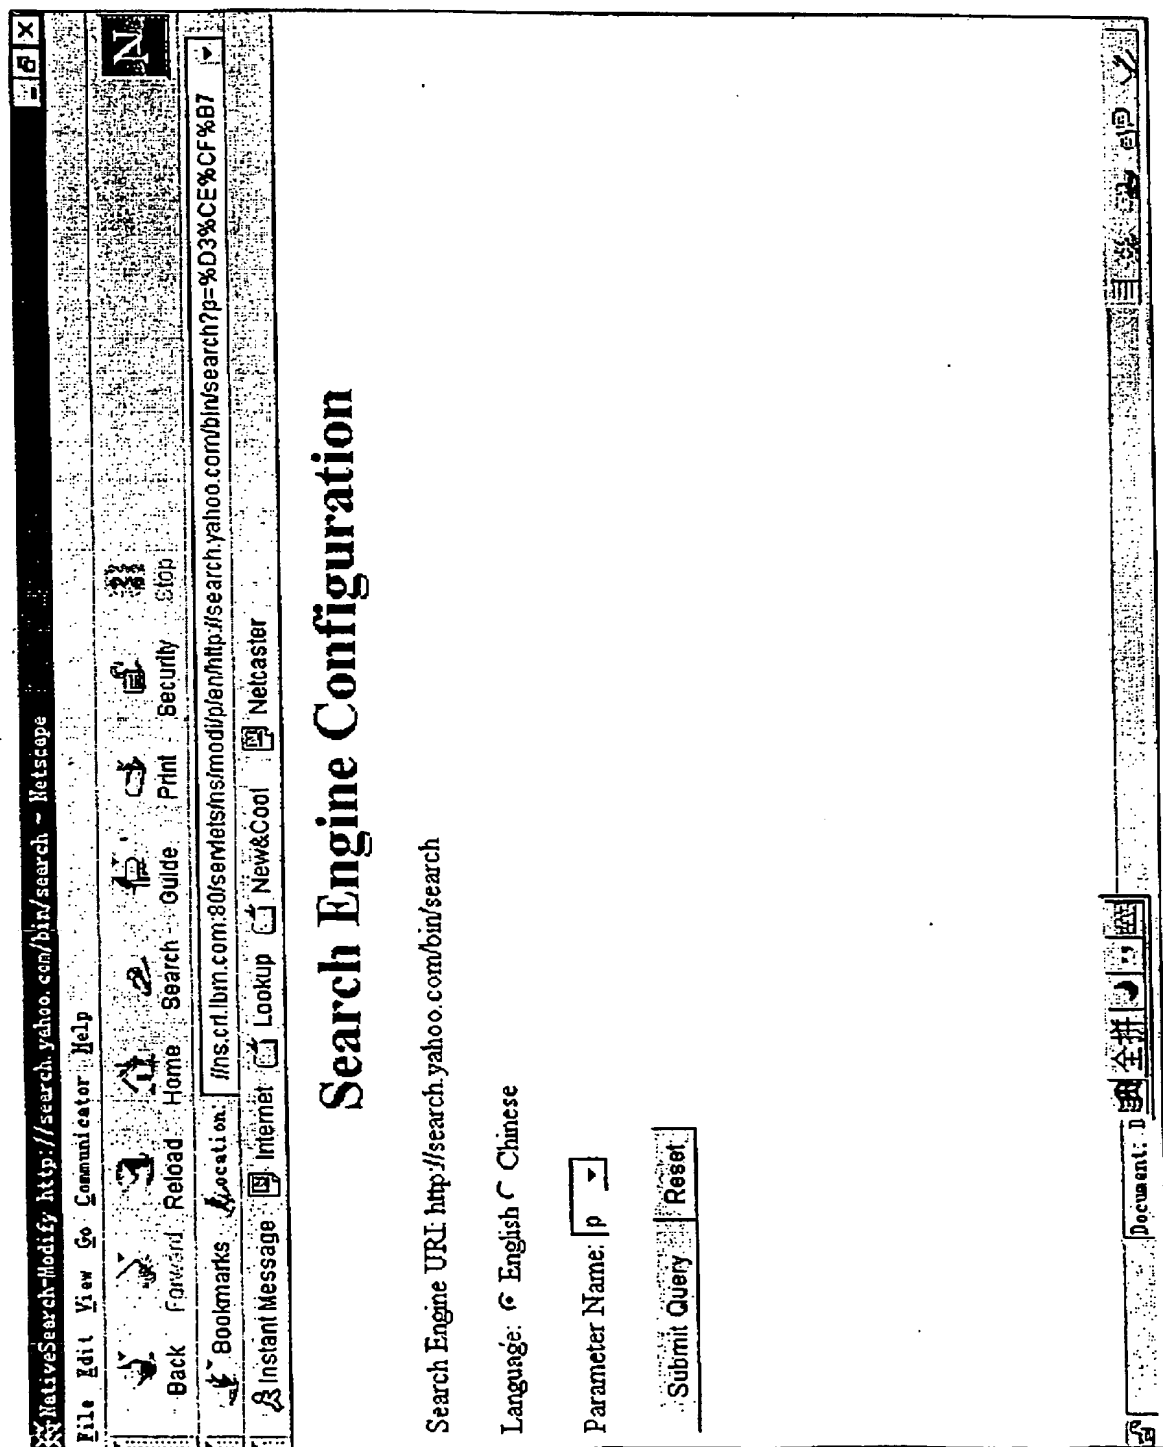 NativeSearch-Modify http://search.yahoo.com/bin/search ~ Netscape
File Edit View Go Communicator Help
Back Forward Reload Home Search Guide Print Security Stop
N
Bookmarks Location: //ns.crl.ibm.com:80/servlets/ns/modi/p/en/http://search.yahoo.com/bin/search?p=%D3%CE%CF%B7
Instant Message Internet Lookup New&Cool Netcaster
Search Engine Configuration
Search Engine URI: http://search.yahoo.com/bin/search
Language: English Chinese
Parameter Name: p
Submit Query Reset
Document: D 全拼